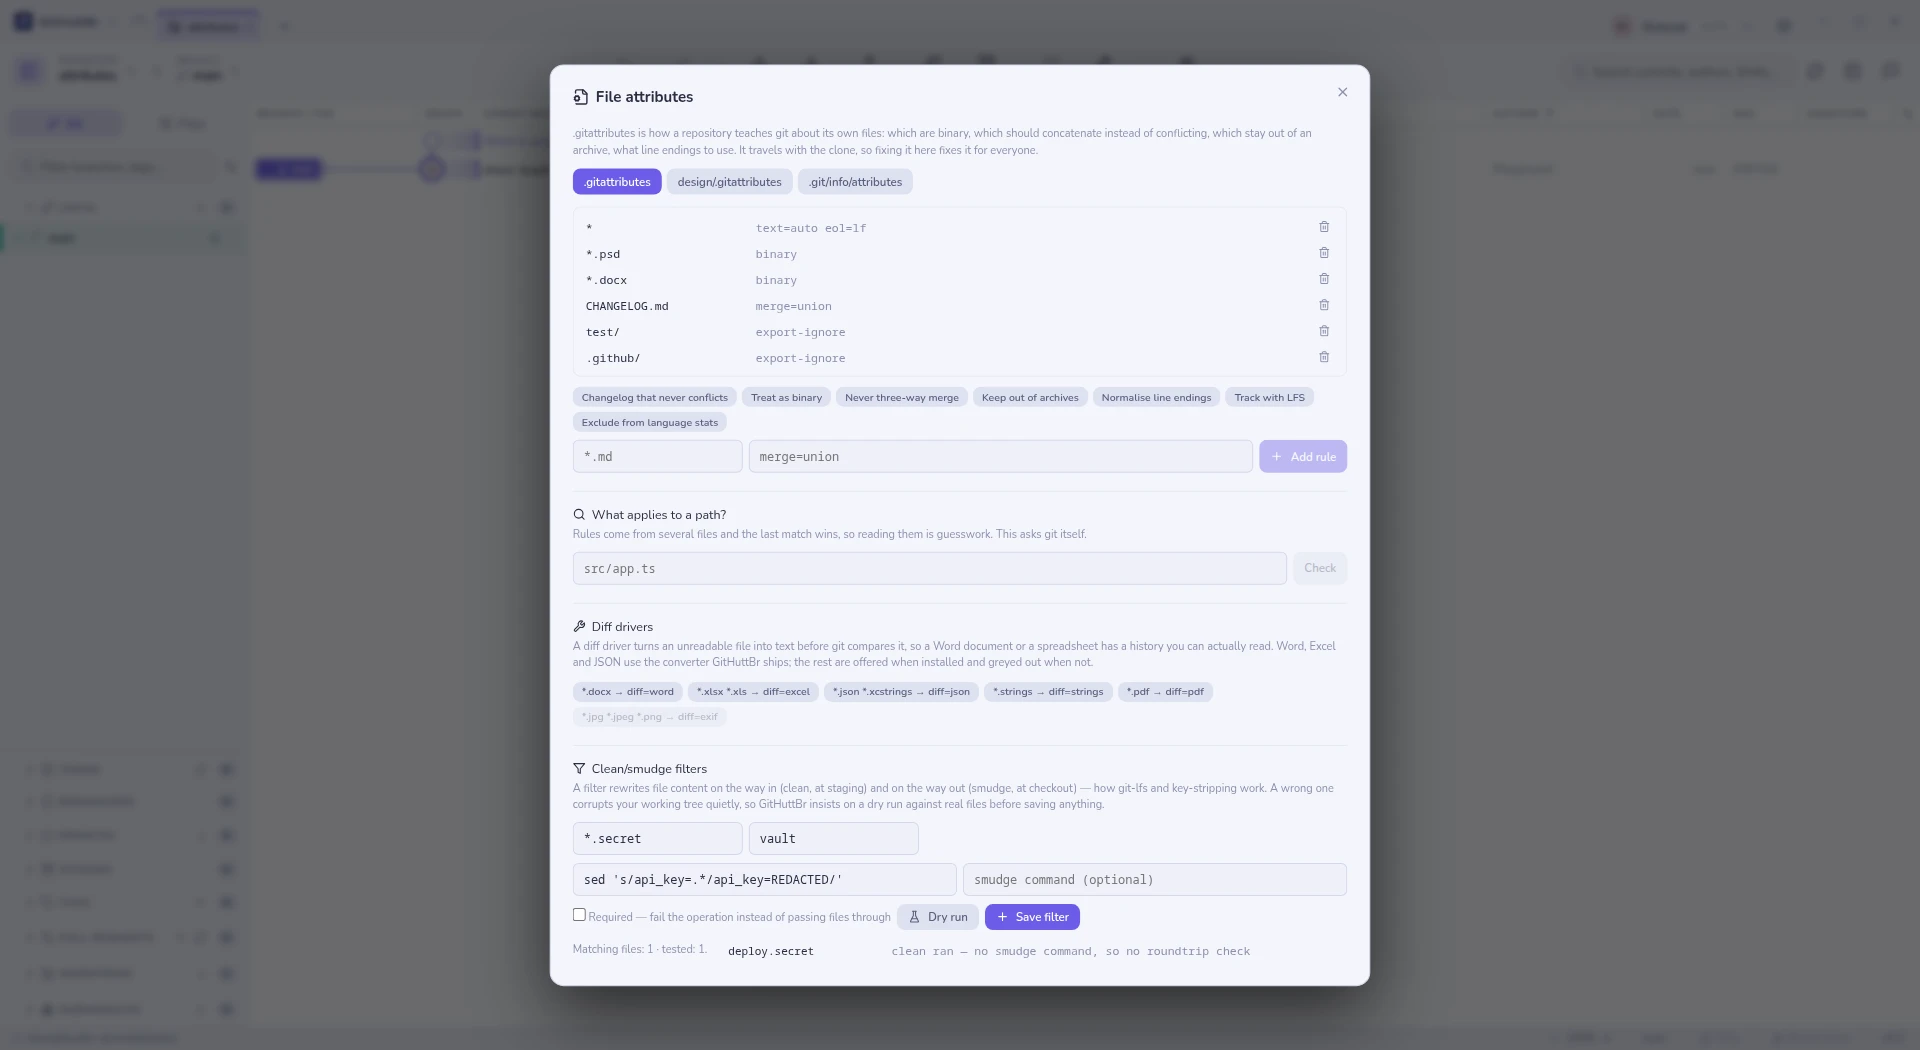 File attributes
.gitattributes is how a repository teaches git about its own files: which are binary, which should concatenate instead of conflicting, which stay out of an
archive, what line endings to use. It travels with the clone, so fixing it here fixes it for everyone.
.gitattributes design/.gitattributes .git/info/attributes
* text=auto eol=lf
*.psd binary
*.docx binary
CHANGELOG.md merge=union
test/ export-ignore
.github/ export-ignore
Changelog that never conflicts Treat as binary Never three-way merge Keep out of archives Normalise line endings Track with LFS
Exclude from language stats
*.md merge=union + Add rule
What applies to a path?
Rules come from several files and the last match wins, so reading them is guesswork. This asks git itself.
src/app.ts Check
Diff drivers
A diff driver turns an unreadable file into text before git compares it, so a Word document or a spreadsheet has a history you can actually read. Word, Excel
and JSON use the converter GitHuttBr ships; the rest are offered when installed and greyed out when not.
*.docx → diff=word *.xlsx *.xls → diff=excel *.json *.xcstrings → diff=json *.strings → diff=strings *.pdf → diff=pdf
*.jpg *.jpeg *.png → diff=exif
Clean/smudge filters
A filter rewrites file content on the way in (clean, at staging) and on the way out (smudge, at checkout) — how git-lfs and key-stripping work. A wrong one
corrupts your working tree quietly, so GitHuttBr insists on a dry run against real files before saving anything.
*.secret vault
sed 's/api_key=.*/api_key=REDACTED/' smudge command (optional)
Required — fail the operation instead of passing files through Dry run + Save filter
Matching files: 1 · tested: 1. deploy.secret clean ran — no smudge command, so no roundtrip check